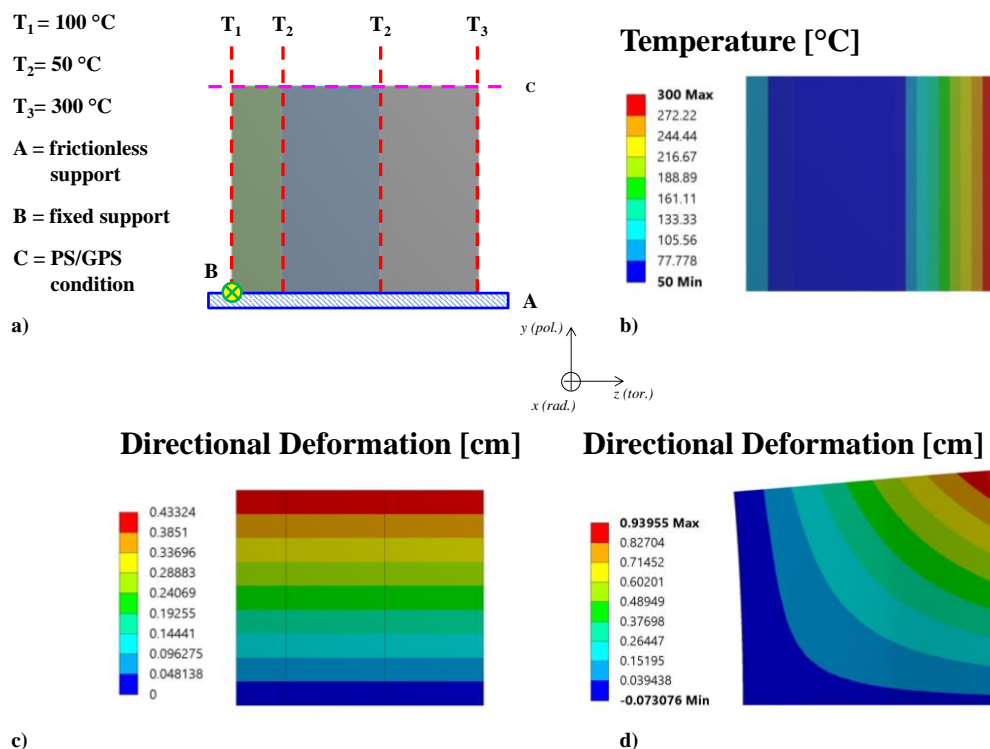 T1 = 100 °C
T2= 50 °C
T3= 300 °C
A = frictionless
support
B = fixed support
C = PS/GPS
condition
a)
T1 T2 T2 T3
C
B
A
y (pol.)
x (rad.)
z (tor.)
Temperature [°C]
300 Max
272.22
244.44
216.67
188.89
161.11
133.33
105.56
77.778
50 Min
b)
Directional Deformation [cm]
0.43324
0.3851
0.33696
0.28883
0.24069
0.19255
0.14441
0.096275
0.048138
0
c)
Directional Deformation [cm]
0.93955 Max
0.82704
0.71452
0.60201
0.48949
0.37698
0.26447
0.15195
0.039438
-0.073076 Min
d)